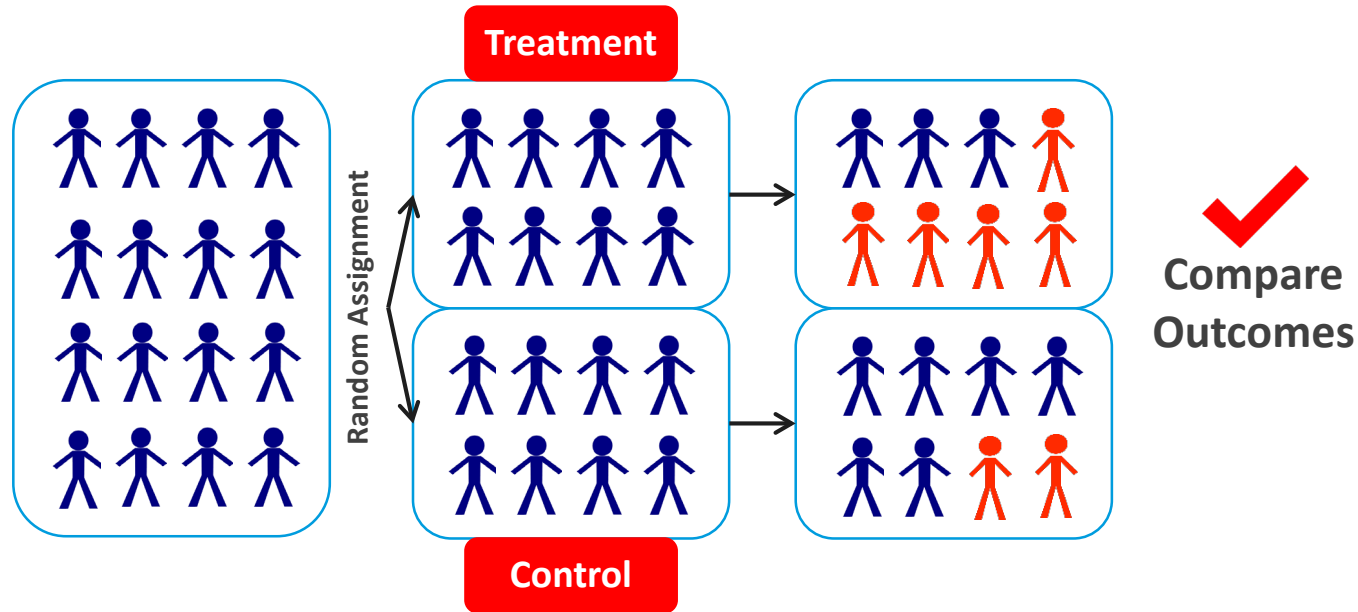 Treatment
Random Assignment
Control
Compare
Outcomes